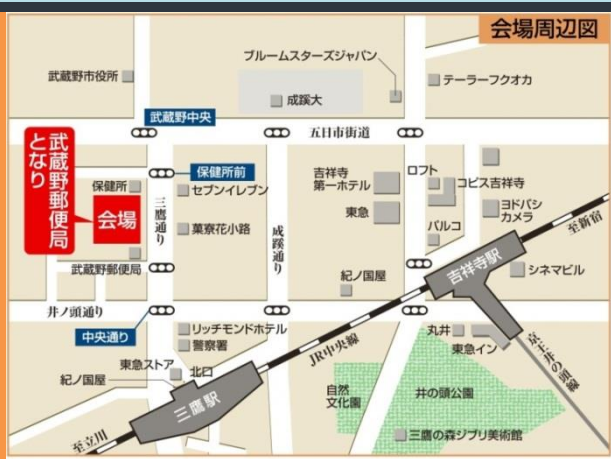 会場周辺図
ブルームスターズジャパン
武蔵野市役所
成蹊大
テーラーフクオカ
武蔵野中央
五日市街道
武蔵野郵便局
となり
保健所前
保健所
セブンイレブン
会場
三鷹通り
菓寮花小路
成蹊通り
吉祥寺
第一ホテル
東急
ロフト
コピス吉祥寺
ヨドバシ
カメラ
パルコ
至新宿
武蔵野郵便局
紀ノ国屋
吉祥寺駅
シネマビル
井ノ頭通り
中央通り
リッチモンドホテル
警察署
JR中央線
丸井
東急イン
京王井の頭線
東急ストア
北口
紀ノ国屋
三鷹駅
自然
文化園
井の頭公園
三鷹の森ジブリ美術館
至立川